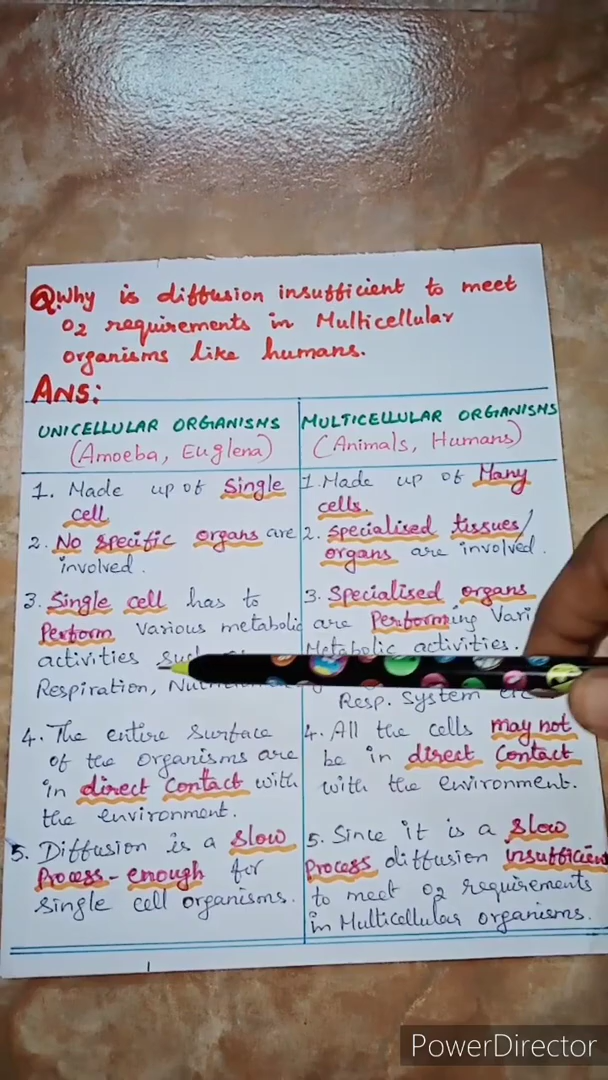 Q. Why is diffusion insufficient to meet
O2 requirements in Multicellular
organisms like humans.
ANS:
UNICELLULAR ORGANISMS
(Amoeba, Euglena)
1. Made up of Single
cell
2. No specific organs are
involved.
3. Single cell has to
Perform various metabolic
activities
Respiration,
4. The entire surface
of the organisms are
in direct contact with
the environment.
5. Diffusion is a slow
Process - enough for
single cell organisms.
MULTICELLULAR ORGANISMS
(Animals, Humans)
1. Made up of Many
cells.
2. specialised tissues/
organs are involved.
3. Specialised organs
are Performing
Metabolic activities.
Resp. System etc
4. All the cells may not
be in direct contact
with the environment.
5. Since it is a slow
Process diffusion insufficient
to meet O2 requirements
in Multicellular organisms.
PowerDirector